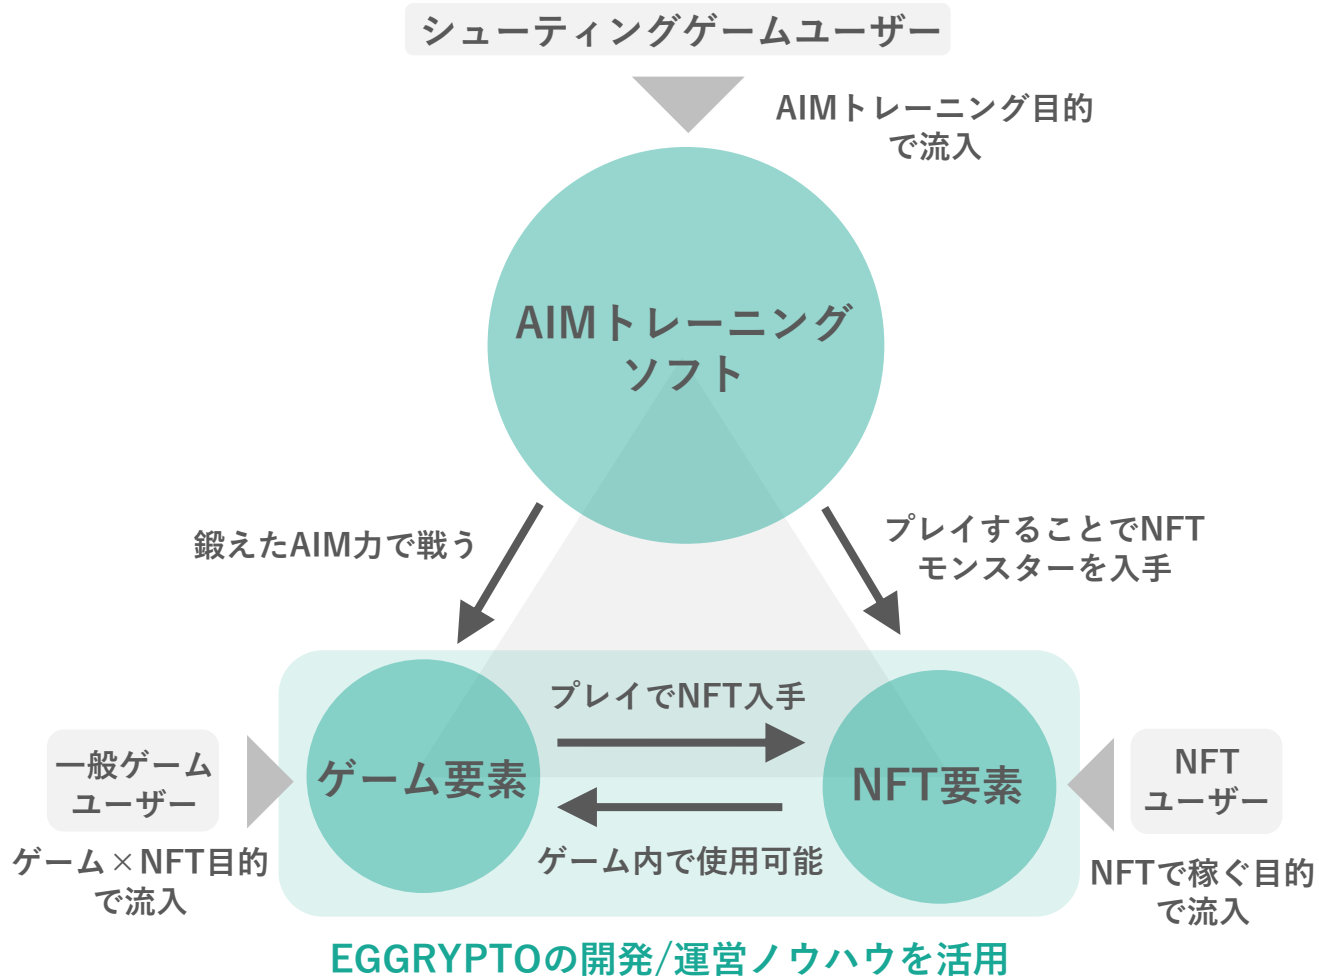 シューティングゲームユーザー
AIMトレーニング目的
で流入
AIMトレーニング
ソフト
鍛えたAIM力で戦う
プレイすることでNFT
モンスターを入手
プレイでNFT入手
一般ゲーム
ユーザー
ゲーム要素
NFT要素
NFT
ユーザー
ゲーム内で使用可能
ゲーム×NFT目的
で流入
NFTで稼ぐ目的
で流入
EGGRYPTOの開発/運営ノウハウを活用